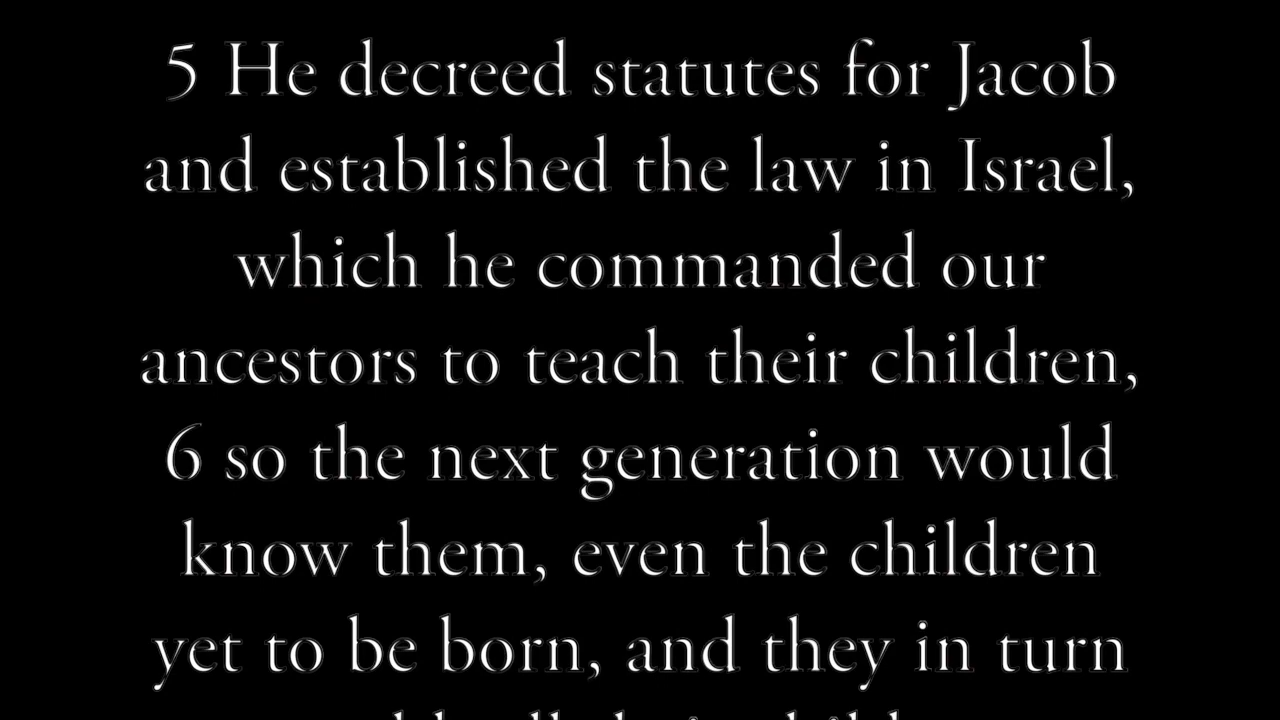 5 He decreed statutes for Jacob
and established the law in Israel,
which he commanded our
ancestors to teach their children,
6 so the next generation would
know them, even the children
yet to be born, and they in turn